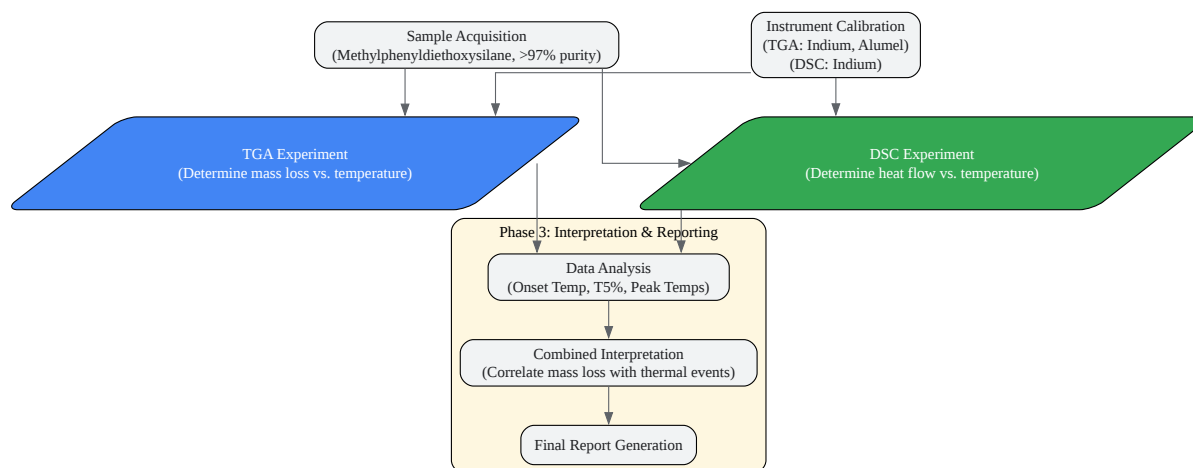 Sample Acquisition
(Methylphenyldiethoxysilane, >97% purity)
Instrument Calibration
(TGA: Indium, Alumel)
(DSC: Indium)
TGA Experiment
(Determine mass loss vs. temperature)
DSC Experiment
(Determine heat flow vs. temperature)
Phase 3: Interpretation & Reporting
Data Analysis
(Onset Temp, T5%, Peak Temps)
Combined Interpretation
(Correlate mass loss with thermal events)
Final Report Generation